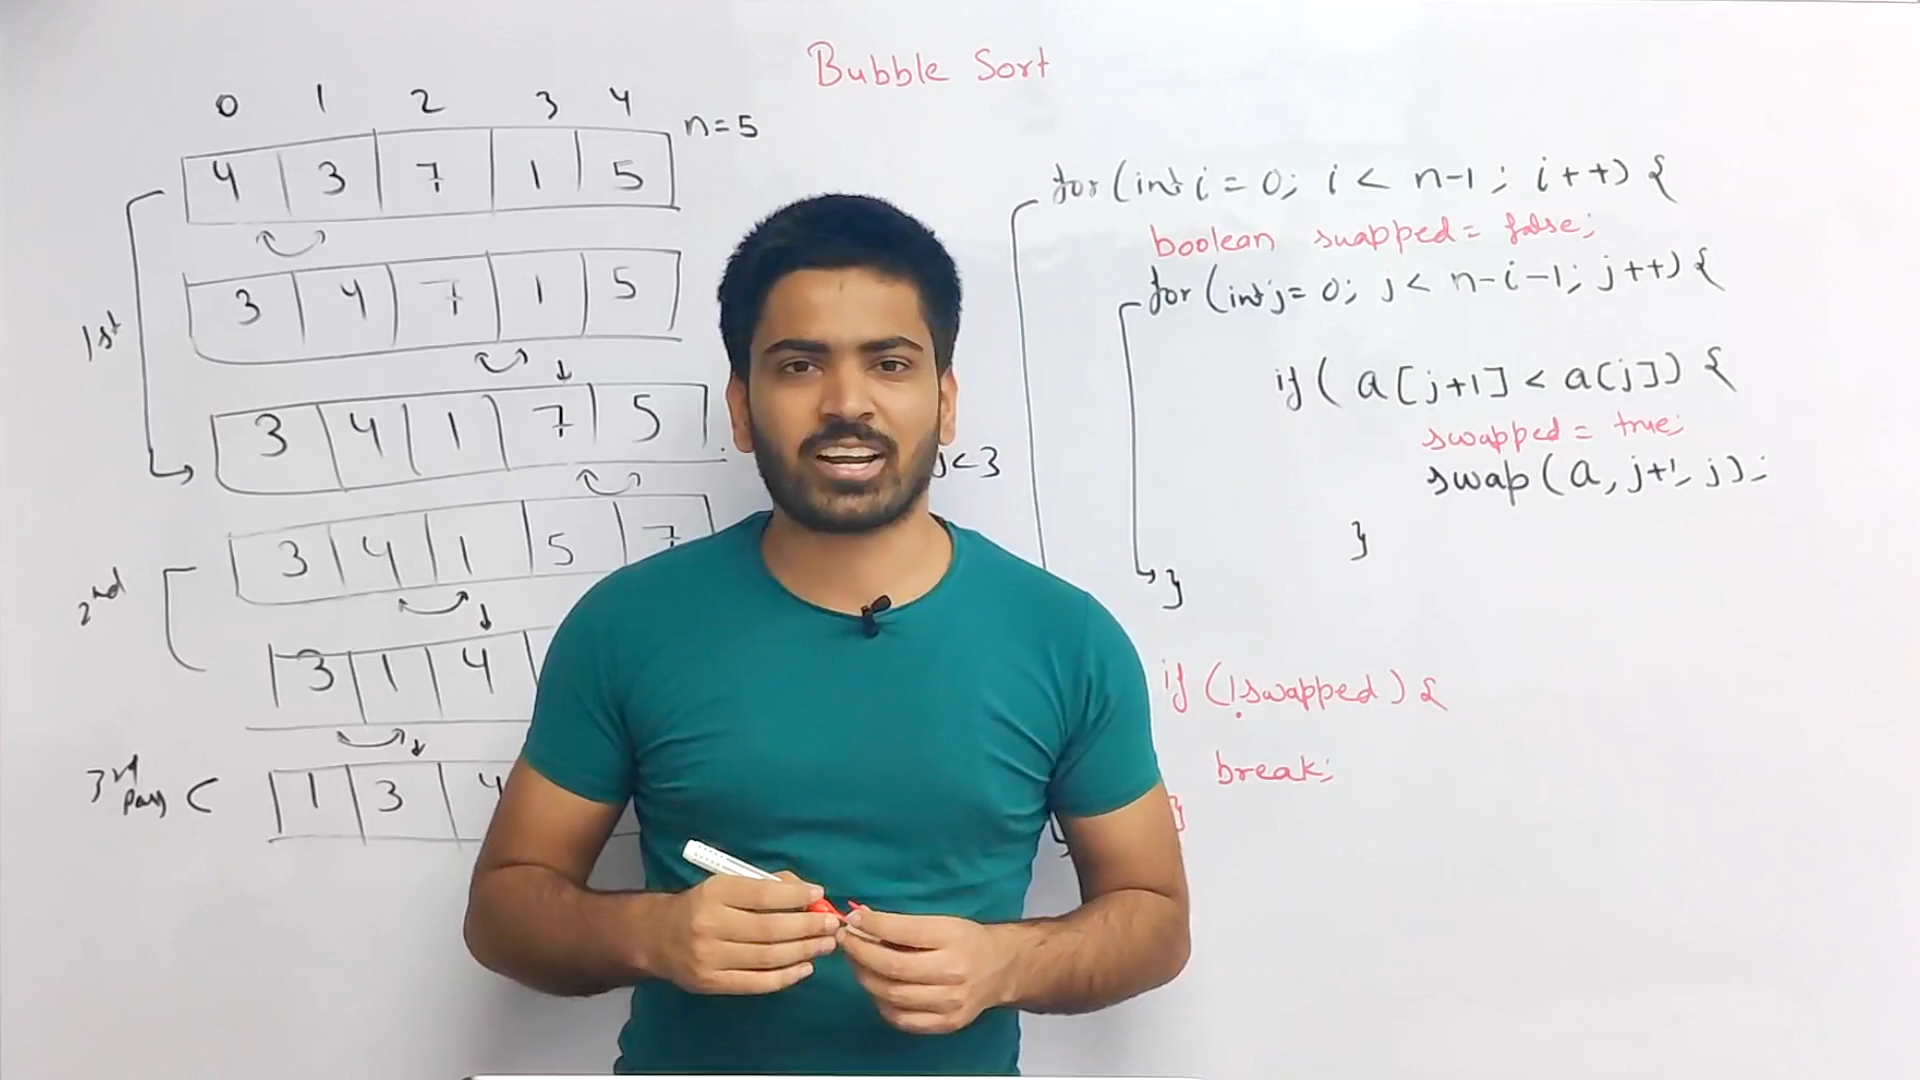 Bubble Sort
0 1 2 3 4
n=5
4 3 7 1 5
1st
3 4 7 1 5
3 4 1 7 5
3 4 1 5 7
2nd
3 1 4
3rd Pass
1 3 4
j<3
for(int i = 0; i < n-1; i++) {
boolean swapped = false;
for(int j= 0; j < n-i-1; j++) {
if( a[j+1] < a[j]) {
swapped = true;
swap(a, j+1, j);
}
}
if (!swapped) {
break;
}